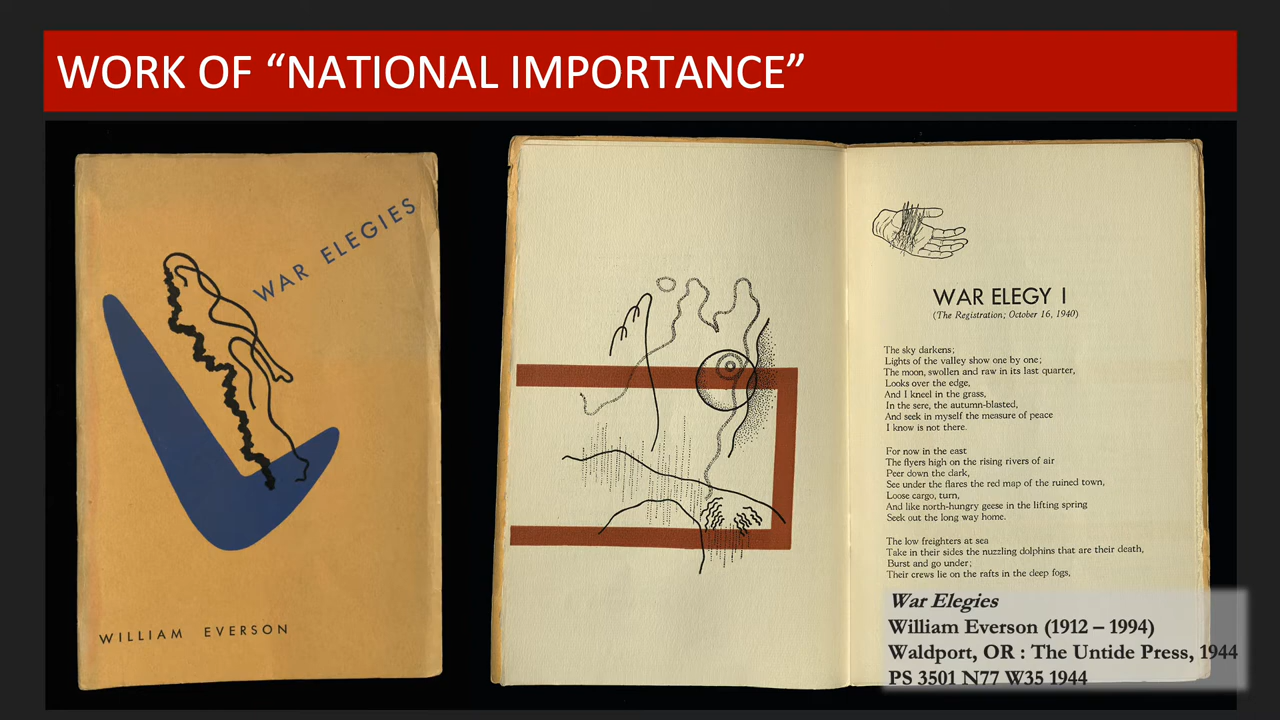 WORK OF “NATIONAL IMPORTANCE”
WAR ELEGIES
WILLIAM EVERSON
WAR ELEGY I
(The Registration; October 16, 1940)
The sky darkens;
Lights of the valley show one by one;
The moon, swollen and raw in its last quarter,
Looks over the edge,
And I kneel in the grass,
In the sere, the autumn-blasted,
And seek in myself the measure of peace
I know is not there.
For now in the east
The flyers high on the rising rivers of air
Peer down the dark,
See under the flares the red map of the ruined town,
Loose cargo, turn,
And like north-hungry geese in the lifting spring
Seek out the long way home.
The low freighters at sea
Take in their sides the nuzzling dolphins that are their death,
Burst and go under;
Their crews lie on the rafts in the deep fogs,
War Elegies
William Everson (1912 – 1994)
Waldport, OR : The Untide Press, 1944
PS 3501 N77 W35 1944